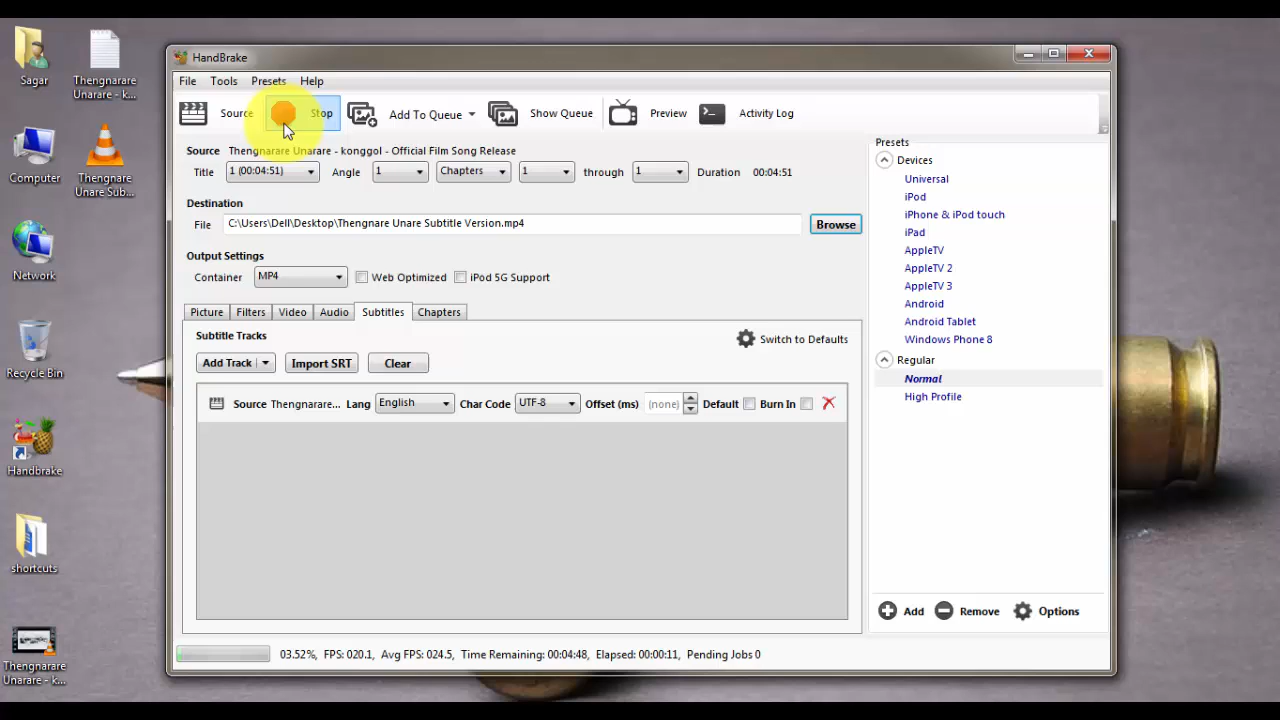 HandBrake
File Tools Presets Help
Source Stop Add To Queue Show Queue Preview Activity Log
Source Thengnarare Unarare - konggol - Official Film Song Release
Title 1 (00:04:51) Angle 1 Chapters 1 through 1 Duration 00:04:51
Destination
File C:\Users\Dell\Desktop\Thengnare Unare Subtitle Version.mp4 Browse
Output Settings
Container MP4 Web Optimized iPod 5G Support
Picture Filters Video Audio Subtitles Chapters
Subtitle Tracks Switch to Defaults
Add Track Import SRT Clear
Source Thengnarare... Lang English Char Code UTF-8 Offset (ms) (none) Default Burn In
03.52%, FPS: 020.1, Avg FPS: 024.5, Time Remaining: 00:04:48, Elapsed: 00:00:11, Pending Jobs 0
Presets
Devices
Universal
iPod
iPhone & iPod touch
iPad
AppleTV
AppleTV 2
AppleTV 3
Android
Android Tablet
Windows Phone 8
Regular
Normal
High Profile
Add Remove Options
Sagar
Thengnarare
Unarare - k...
Computer
Thengnare
Unare Sub...
Network
Recycle Bin
Handbrake
shortcuts
Thengnarare
Unarare - k...